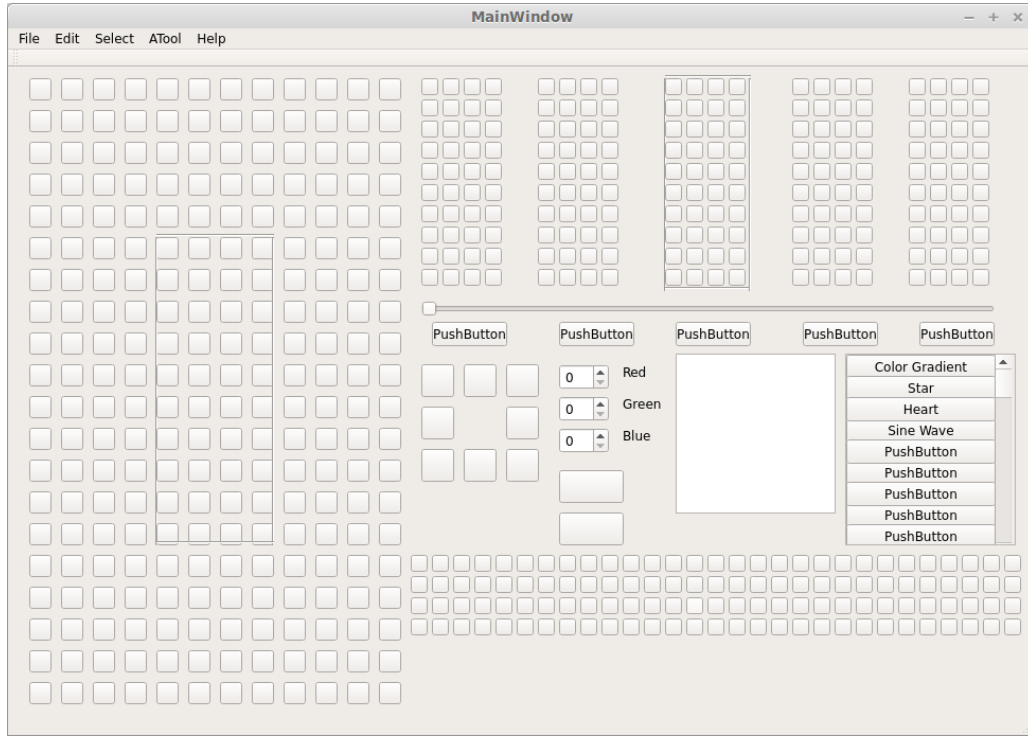 MainWindow
File Edit Select ATool Help
PushButton PushButton PushButton PushButton PushButton
0 Red
0 Green
0 Blue
Color Gradient
Star
Heart
Sine Wave
PushButton
PushButton
PushButton
PushButton
PushButton